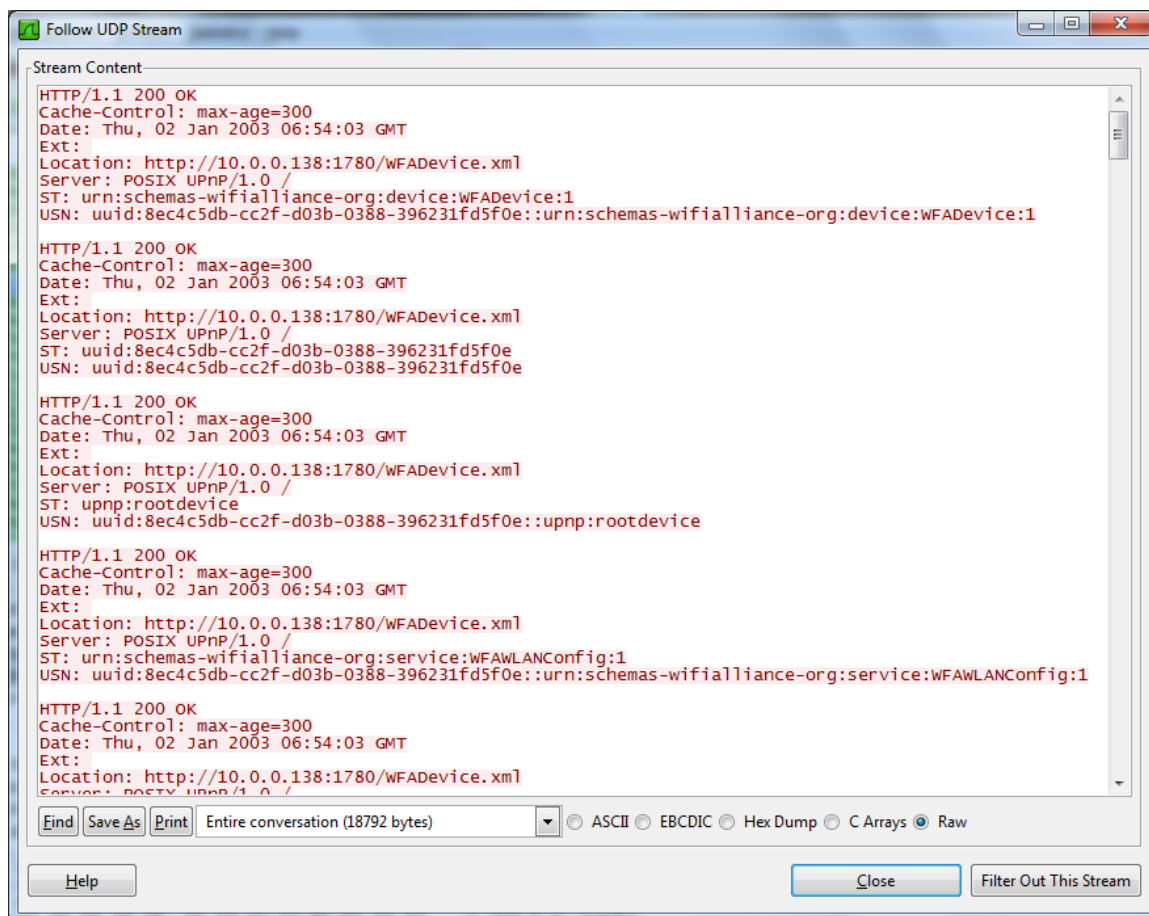 Follow UDP Stream
Stream Content
HTTP/1.1 200 OK
Cache-Control: max-age=300
Date: Thu, 02 Jan 2003 06:54:03 GMT
Ext:
Location: http://10.0.0.138:1780/WFADevice.xml
Server: POSIX UPnP/1.0 /
ST: urn:schemas-wifialliance-org:device:WFADevice:1
USN: uuid:8ec4c5db-cc2f-d03b-0388-396231fd5f0e::urn:schemas-wifialliance-org:device:WFADevice:1
HTTP/1.1 200 OK
Cache-Control: max-age=300
Date: Thu, 02 Jan 2003 06:54:03 GMT
Ext:
Location: http://10.0.0.138:1780/WFADevice.xml
Server: POSIX UPnP/1.0 /
ST: uuid:8ec4c5db-cc2f-d03b-0388-396231fd5f0e
USN: uuid:8ec4c5db-cc2f-d03b-0388-396231fd5f0e
HTTP/1.1 200 OK
Cache-Control: max-age=300
Date: Thu, 02 Jan 2003 06:54:03 GMT
Ext:
Location: http://10.0.0.138:1780/WFADevice.xml
Server: POSIX UPnP/1.0 /
ST: upnp:rootdevice
USN: uuid:8ec4c5db-cc2f-d03b-0388-396231fd5f0e::upnp:rootdevice
HTTP/1.1 200 OK
Cache-Control: max-age=300
Date: Thu, 02 Jan 2003 06:54:03 GMT
Ext:
Location: http://10.0.0.138:1780/WFADevice.xml
Server: POSIX UPnP/1.0 /
ST: urn:schemas-wifialliance-org:service:WFAWLANConfig:1
USN: uuid:8ec4c5db-cc2f-d03b-0388-396231fd5f0e::urn:schemas-wifialliance-org:service:WFAWLANConfig:1
HTTP/1.1 200 OK
Cache-Control: max-age=300
Date: Thu, 02 Jan 2003 06:54:03 GMT
Ext:
Location: http://10.0.0.138:1780/WFADevice.xml
Server: POSIX UPnP/1.0 /
Find Save As Print Entire conversation (18792 bytes) ASCII EBCDIC Hex Dump C Arrays Raw
Help Close Filter Out This Stream